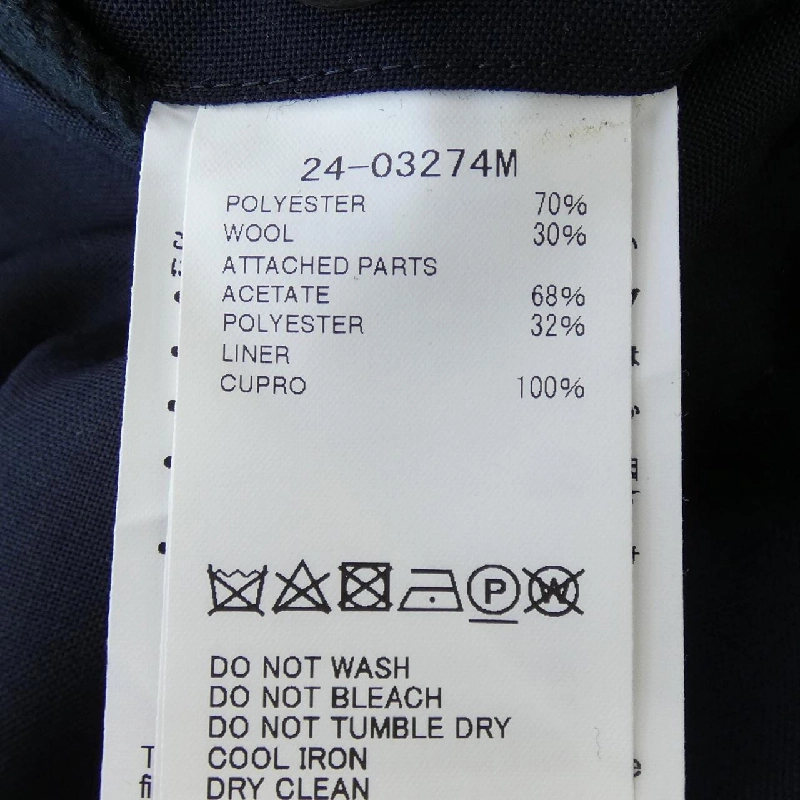 24-03274M
POLYESTER 70%
WOOL 30%
ATTACHED PARTS
ACETATE 68%
POLYESTER 32%
LINER
CUPRO 100%
P W
DO NOT WASH
DO NOT BLEACH
DO NOT TUMBLE DRY
COOL IRON
DRY CLEAN